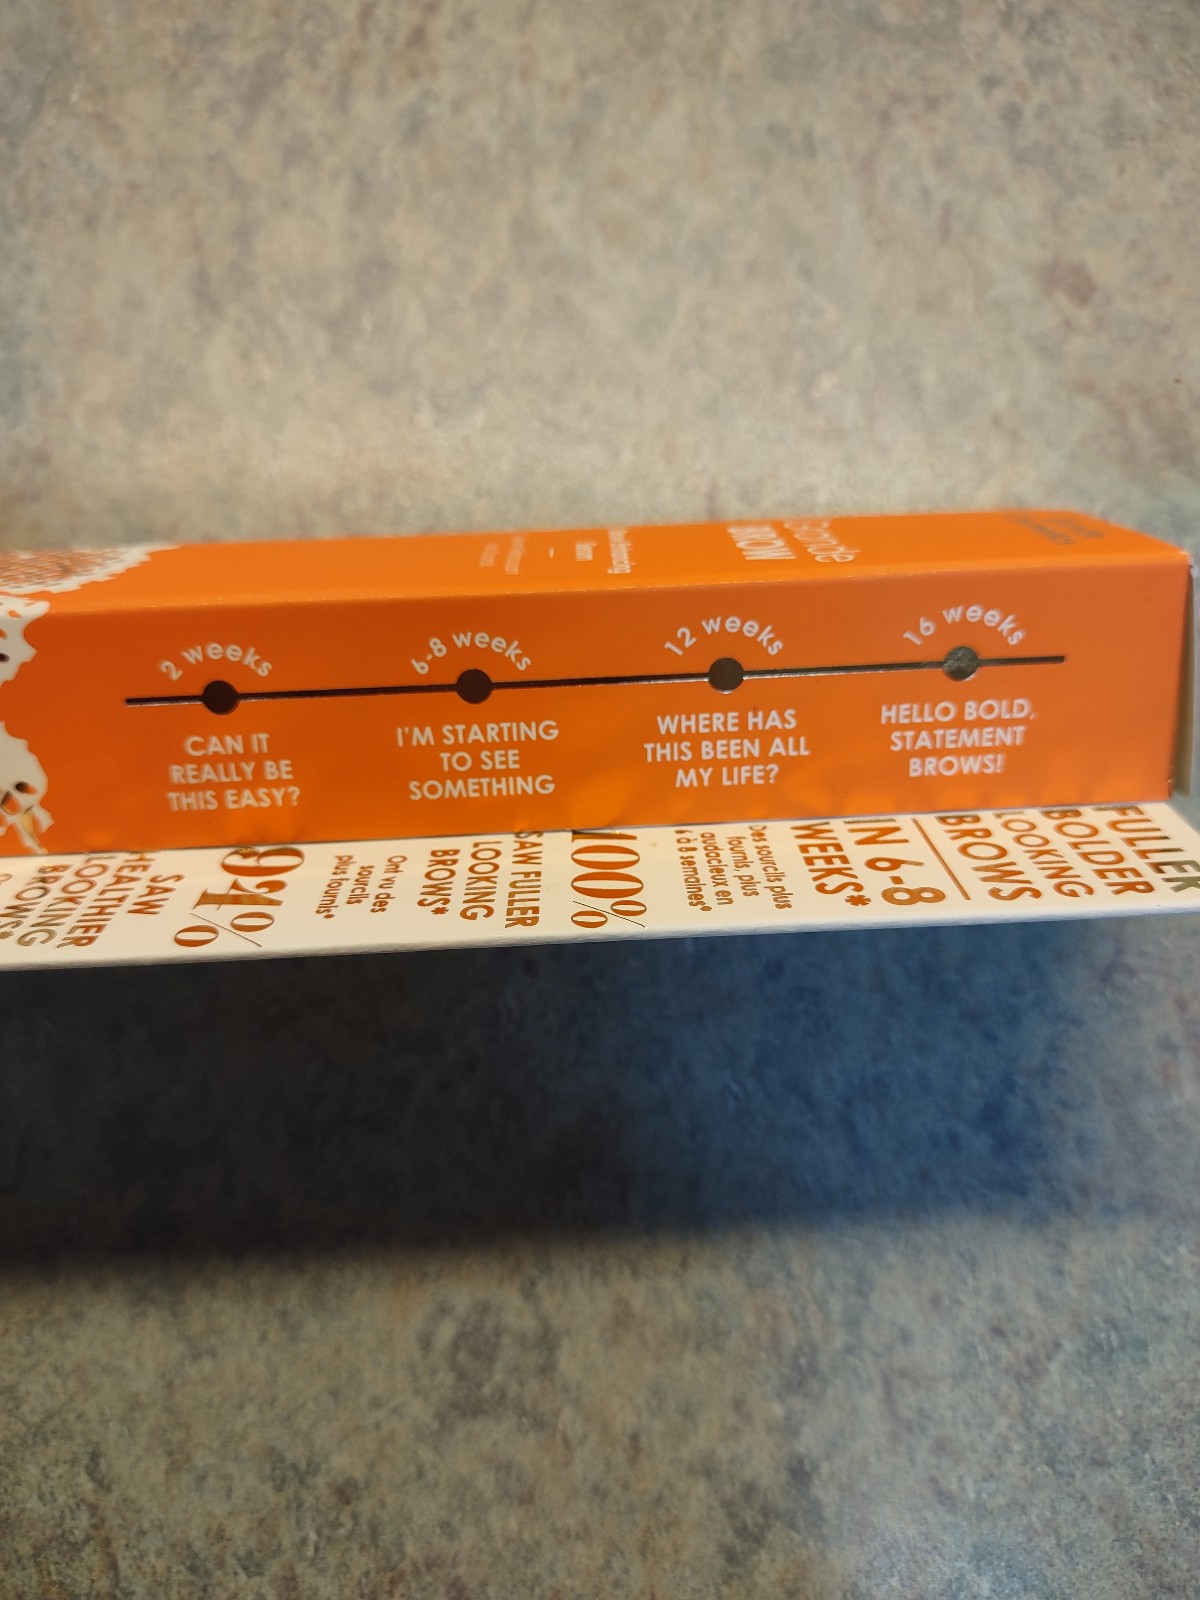 Grande
BROW
2 weeks
CAN IT
REALLY BE
THIS EASY?
6-8 weeks
I'M STARTING
TO SEE
SOMETHING
12 weeks
WHERE HAS
THIS BEEN ALL
MY LIFE?
16 weeks
HELLO BOLD,
STATEMENT
BROWS!
FULLER
BOLDER
LOOKING
BROWS
IN 6-8
WEEKS*
De sourcils plus
fournis, plus
audacieux en
6 à 8 semaines*
100%
SAW FULLER
LOOKING
BROWS*
Ont vu des
sourcils
plus fournis*
94%
SAW
HEALTHIER
LOOKING
BROWS*